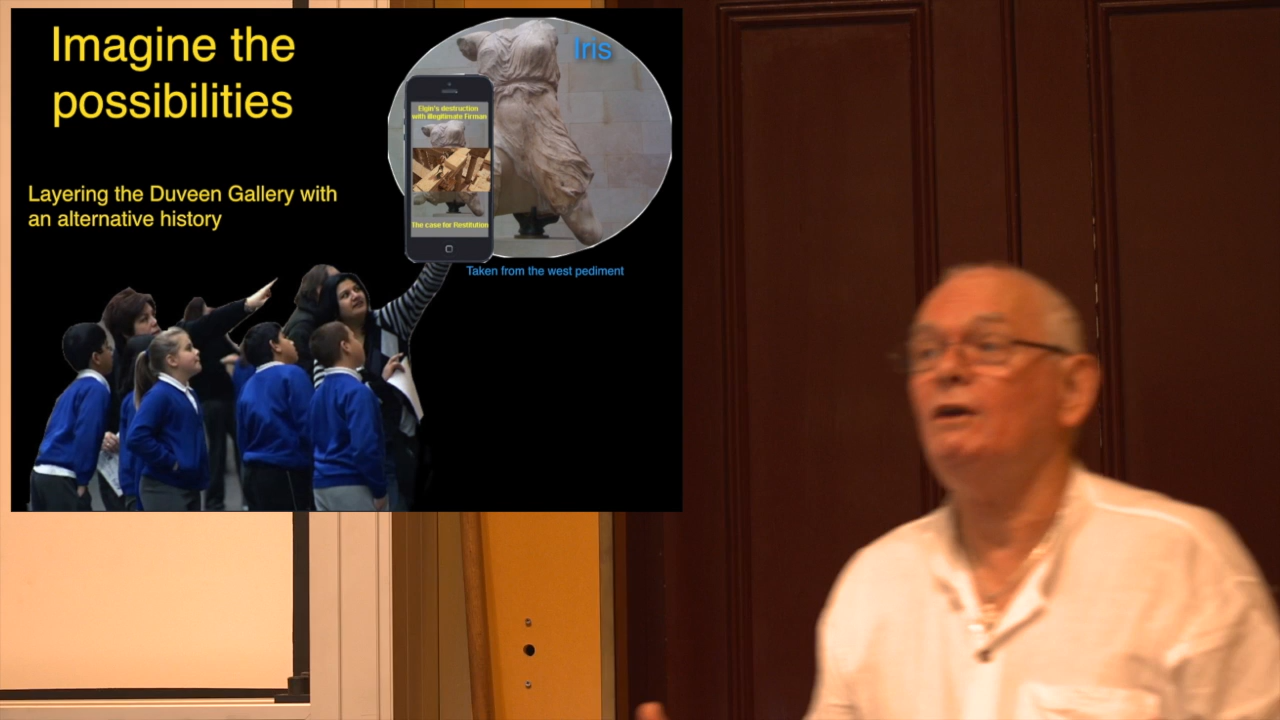 Imagine the
possibilities
Iris
Elgin's destruction
with illegitimate Firman
The case for Restitution
Layering the Duveen Gallery with
an alternative history
Taken from the west pediment